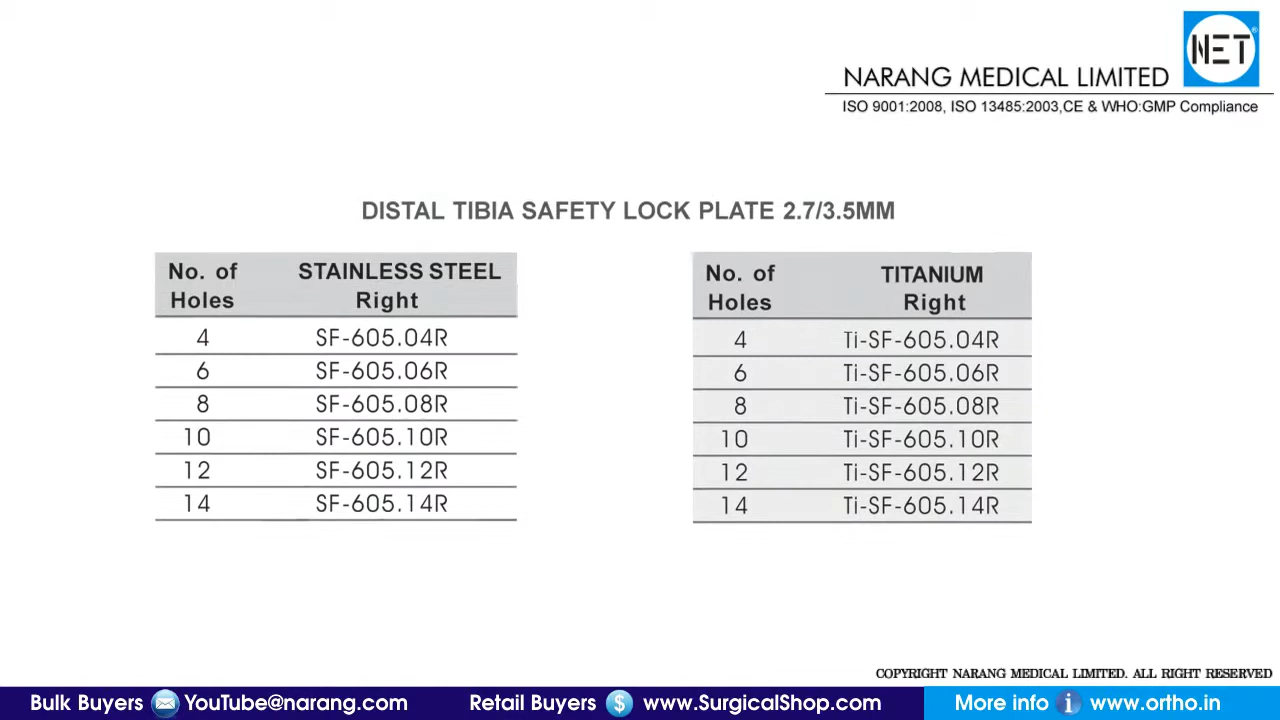 NET
NARANG MEDICAL LIMITED
ISO 9001:2008, ISO 13485:2003,CE & WHO:GMP Compliance
DISTAL TIBIA SAFETY LOCK PLATE 2.7/3.5MM
No. of STAINLESS STEEL
Holes Right
4 SF-605.04R
6 SF-605.06R
8 SF-605.08R
10 SF-605.10R
12 SF-605.12R
14 SF-605.14R
No. of TITANIUM
Holes Right
4 Ti-SF-605.04R
6 Ti-SF-605.06R
8 Ti-SF-605.08R
10 Ti-SF-605.10R
12 Ti-SF-605.12R
14 Ti-SF-605.14R
COPYRIGHT NARANG MEDICAL LIMITED. ALL RIGHT RESERVED
Bulk Buyers YouTube@narang.com Retail Buyers $ www.SurgicalShop.com More info i www.ortho.in